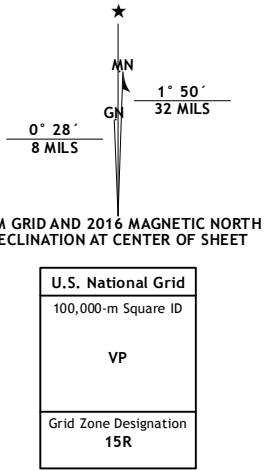 MN
1° 50´
32 MILS
GN
0° 28´
8 MILS
M GRID AND 2016 MAGNETIC NORTH
ECLINATION AT CENTER OF SHEET
U.S. National Grid
100,000-m Square ID
VP
Grid Zone Designation
15R